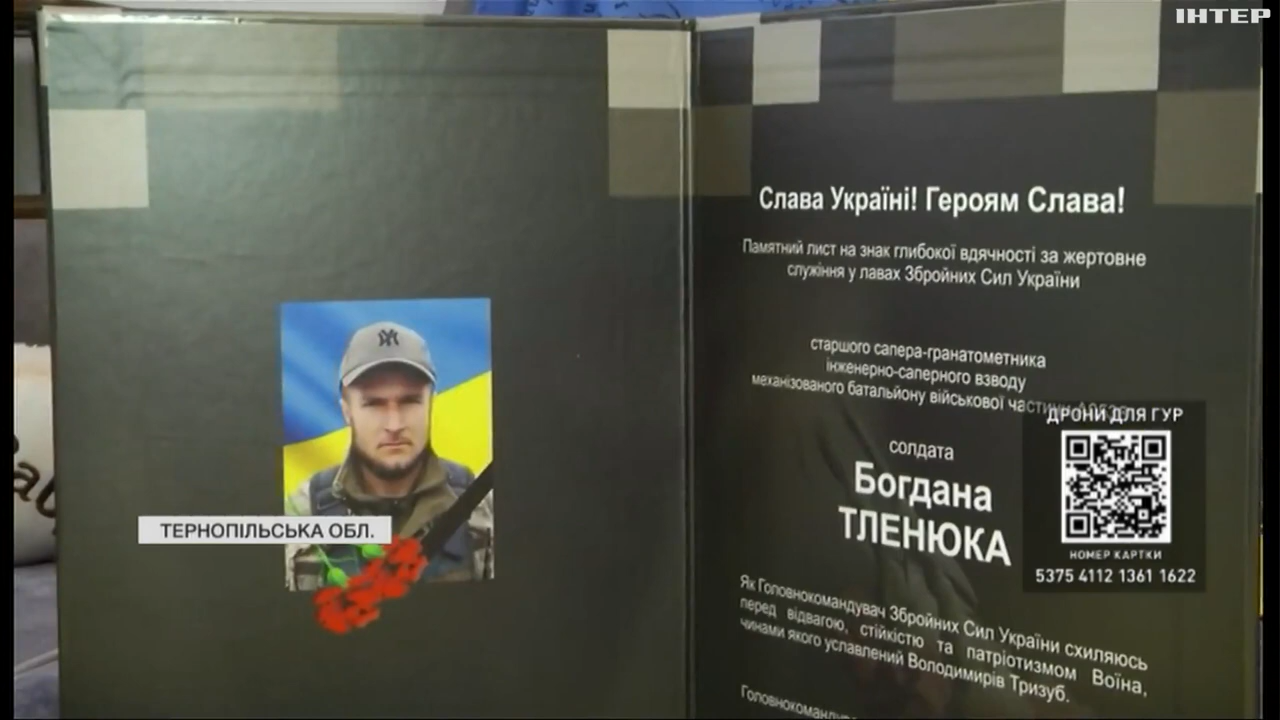 ІНТЕР
Слава Україні! Героям Слава!
Памятний лист на знак глибокої вдячності за жертовне
служіння у лавах Збройних Сил України
старшого сапера-гранатометника
інженерно-саперного взводу
механізованого батальйону військової частини
солдата
Богдана
ТЛЕНЮКА
Як Головнокомандувач Збройних Сил України схиляюсь
перед відвагою, стійкістю та патріотизмом Воїна,
чинами якого уславлений Володимирів Тризуб.
ТЕРНОПІЛЬСЬКА ОБЛ.
ДРОНИ ДЛЯ ГУР
НОМЕР КАРТКИ
5375 4112 1361 1622